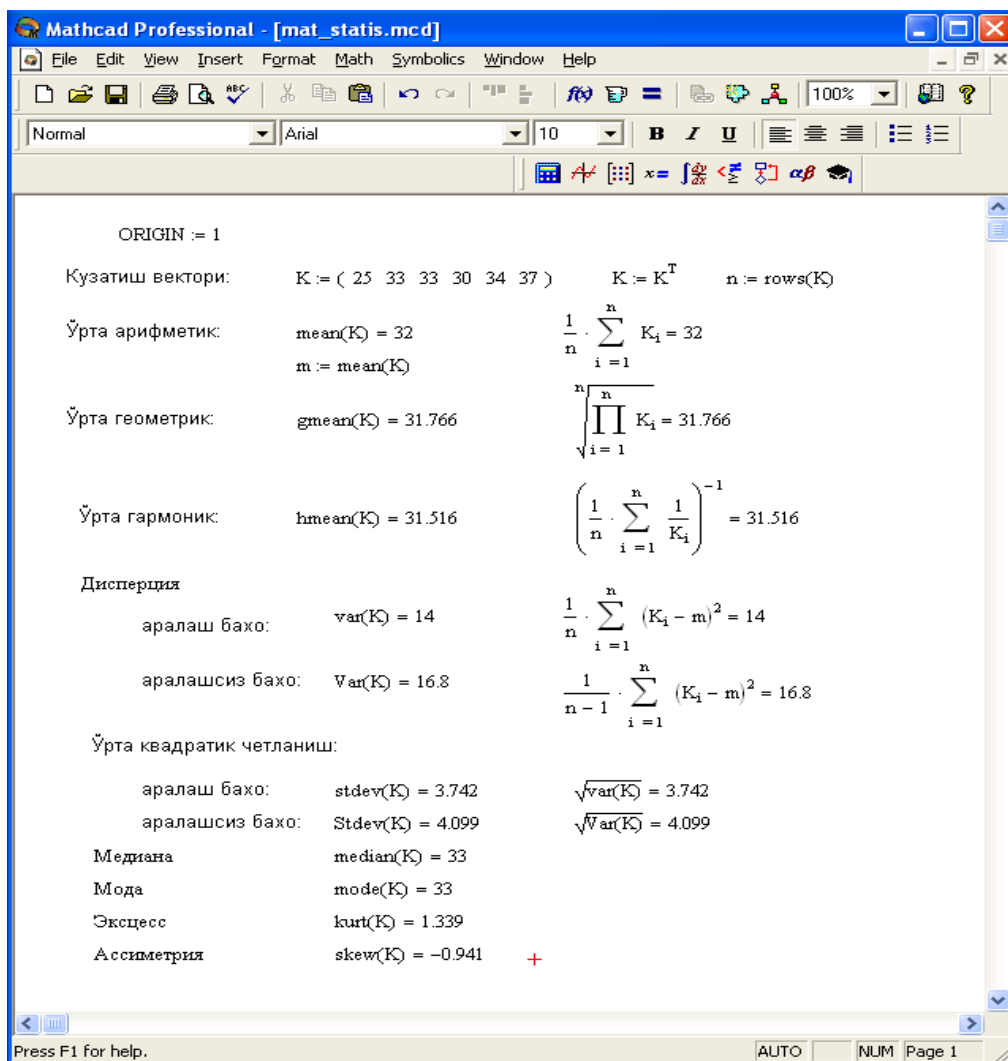 Mathcad Professional - [mat_statis.mcd]
File Edit View Insert Format Math Symbolics Window Help
100%
Normal Arial 10 B I U
ORIGIN := 1
Кузатиш вектори: K := ( 25 33 33 30 34 37 ) K := K^T n := rows(K)
Ўрта арифметик: mean(K) = 32 1/n · ∑_{i = 1}^{n} K_i = 32
m := mean(K)
Ўрта геометрик: gmean(K) = 31.766 ⁿ√(∏_{i = 1}^{n} K_i) = 31.766
Ўрта гармоник: hmean(K) = 31.516 (1/n · ∑_{i = 1}^{n} 1/K_i)^{-1} = 31.516
Дисперция
аралаш бахо: var(K) = 14 1/n · ∑_{i = 1}^{n} (K_i − m)^2 = 14
аралашсиз бахо: Var(K) = 16.8 1/(n − 1) · ∑_{i = 1}^{n} (K_i − m)^2 = 16.8
Ўрта квадратик четланиш:
аралаш бахо: stdev(K) = 3.742 √var(K) = 3.742
аралашсиз бахо: Stdev(K) = 4.099 √Var(K) = 4.099
Медиана median(K) = 33
Мода mode(K) = 33
Эксцесс kurt(K) = 1.339
Ассиметрия skew(K) = −0.941
Press F1 for help. AUTO NUM Page 1